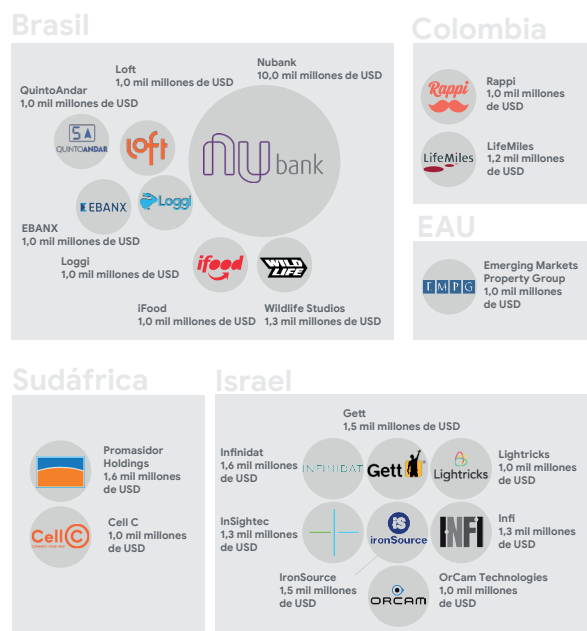 Brasil
Loft
1,0 mil millones
de USD
Nubank
10,0 mil millones
de USD
QuintoAndar
1,0 mil millones
de USD
5A
QUINTOANDAR
loft
nu bank
EBANX
Loggi
EBANX
1,0 mil millones
de USD
Loggi
1,0 mil millones
de USD
ifood
WILD
LIFE
iFood
1,0 mil millones
de USD
Wildlife Studios
1,3 mil millones
de USD
Colombia
Rappi
Rappi
1,0 mil millones
de USD
LifeMiles
LifeMiles
1,2 mil millones
de USD
EAU
EMPG
Emerging Markets
Property Group
1,0 mil millones
de USD
Sudáfrica
Promasidor
Holdings
1,6 mil millones
de USD
Cell C
Cell C
1,0 mil millones
de USD
Israel
Gett
1,5 mil millones de USD
Infinidat
1,6 mil millones
de USD
INFINIDAT
Gett
Lightricks
Lightricks
1,0 mil millones
de USD
InSightec
1,3 mil millones
de USD
iS
ironSource
INFI
Infi
1,3 mil millones
de USD
IronSource
1,5 mil millones
de USD
ORCAM
OrCam Technologies
1,0 mil millones
de USD